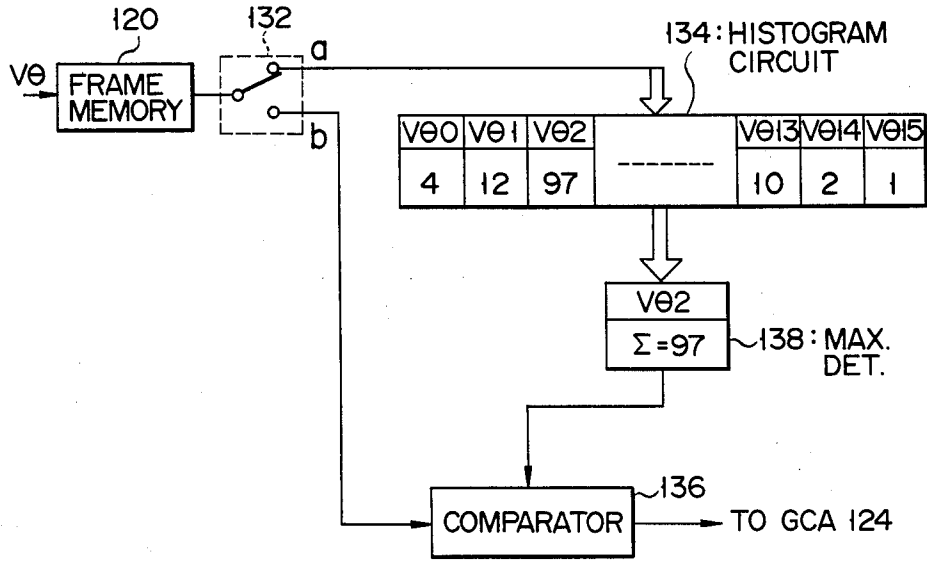 120
132
a
134: HISTOGRAM
CIRCUIT
Vθ
FRAME
MEMORY
b
Vθ0 Vθ1 Vθ2 Vθ13 Vθ14 Vθ15
4 12 97 10 2 1
Vθ2
Σ=97
138: MAX.
DET.
136
COMPARATOR
TO GCA 124